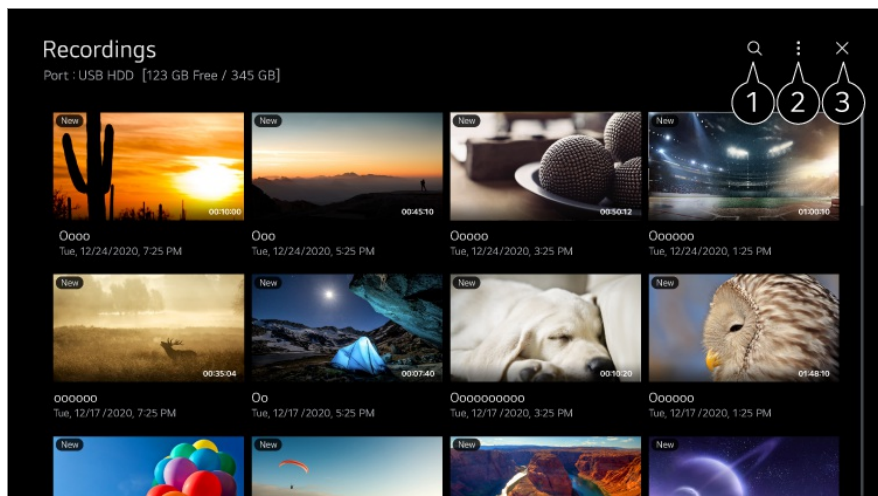 Recordings
Port : USB HDD [123 GB Free / 345 GB]
1 2 3
New New New New
00:10:00 00:45:10 00:50:12 01:00:10
Oooo Ooo Ooooo Oooooo
Tue, 12/24/2020, 7:25 PM Tue, 12/24/2020, 5:25 PM Tue, 12/24/2020, 3:25 PM Tue, 12/24/2020, 1:25 PM
New New New New
00:35:04 00:07:40 00:10:20 01:48:10
oooooo Oo Oooooooooo Oooooo
Tue, 12/17 /2020, 7:25 PM Tue, 12/17 /2020, 5:25 PM Tue, 12/17 /2020, 3:25 PM Tue, 12/17 /2020, 1:25 PM
New New New New